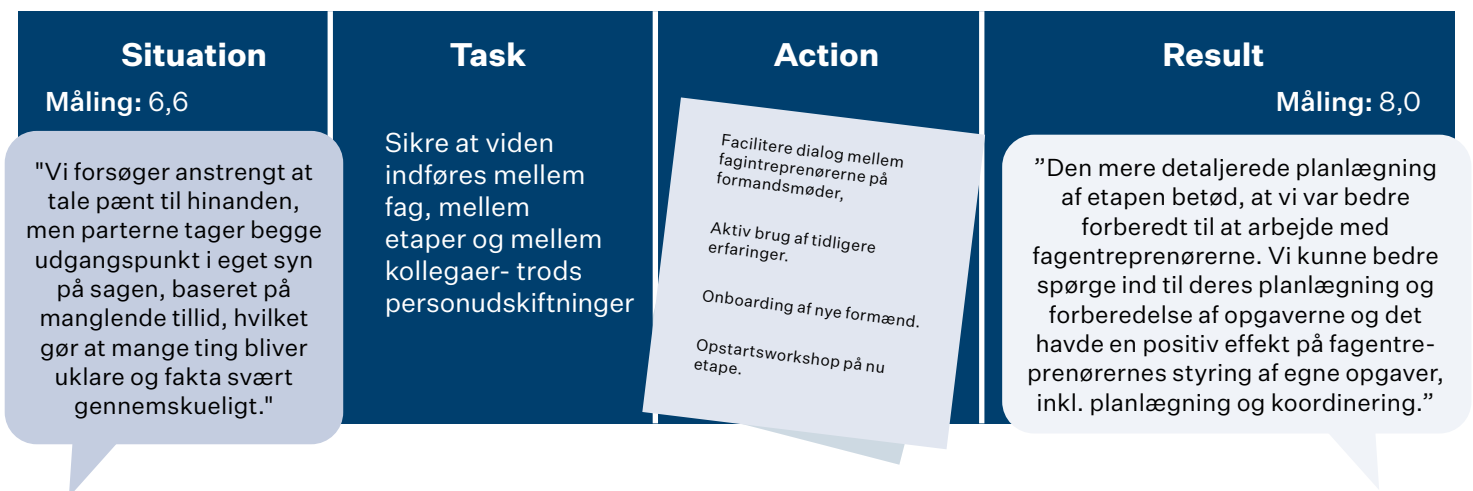 Situation
Måling: 6,6
"Vi forsøger anstrengt at
tale pænt til hinanden,
men parterne tager begge
udgangspunkt i eget syn
på sagen, baseret på
manglende tillid, hvilket
gør at mange ting bliver
uklare og fakta svært
gennemskueligt."
Task
Sikre at viden
indføres mellem
fag, mellem
etaper og mellem
kollegaer- trods
personudskiftninger
Action
Facilitere dialog mellem
fagintreprenørerne på
formandsmøder,
Aktiv brug af tidligere
erfaringer.
Onboarding af nye formænd.
Opstartsworkshop på nu
etape.
Result
Måling: 8,0
”Den mere detaljerede planlægning
af etapen betød, at vi var bedre
forberedt til at arbejde med
fagentreprenørerne. Vi kunne bedre
spørge ind til deres planlægning og
forberedelse af opgaverne og det
havde en positiv effekt på fagentre-
prenørernes styring af egne opgaver,
inkl. planlægning og koordinering.”